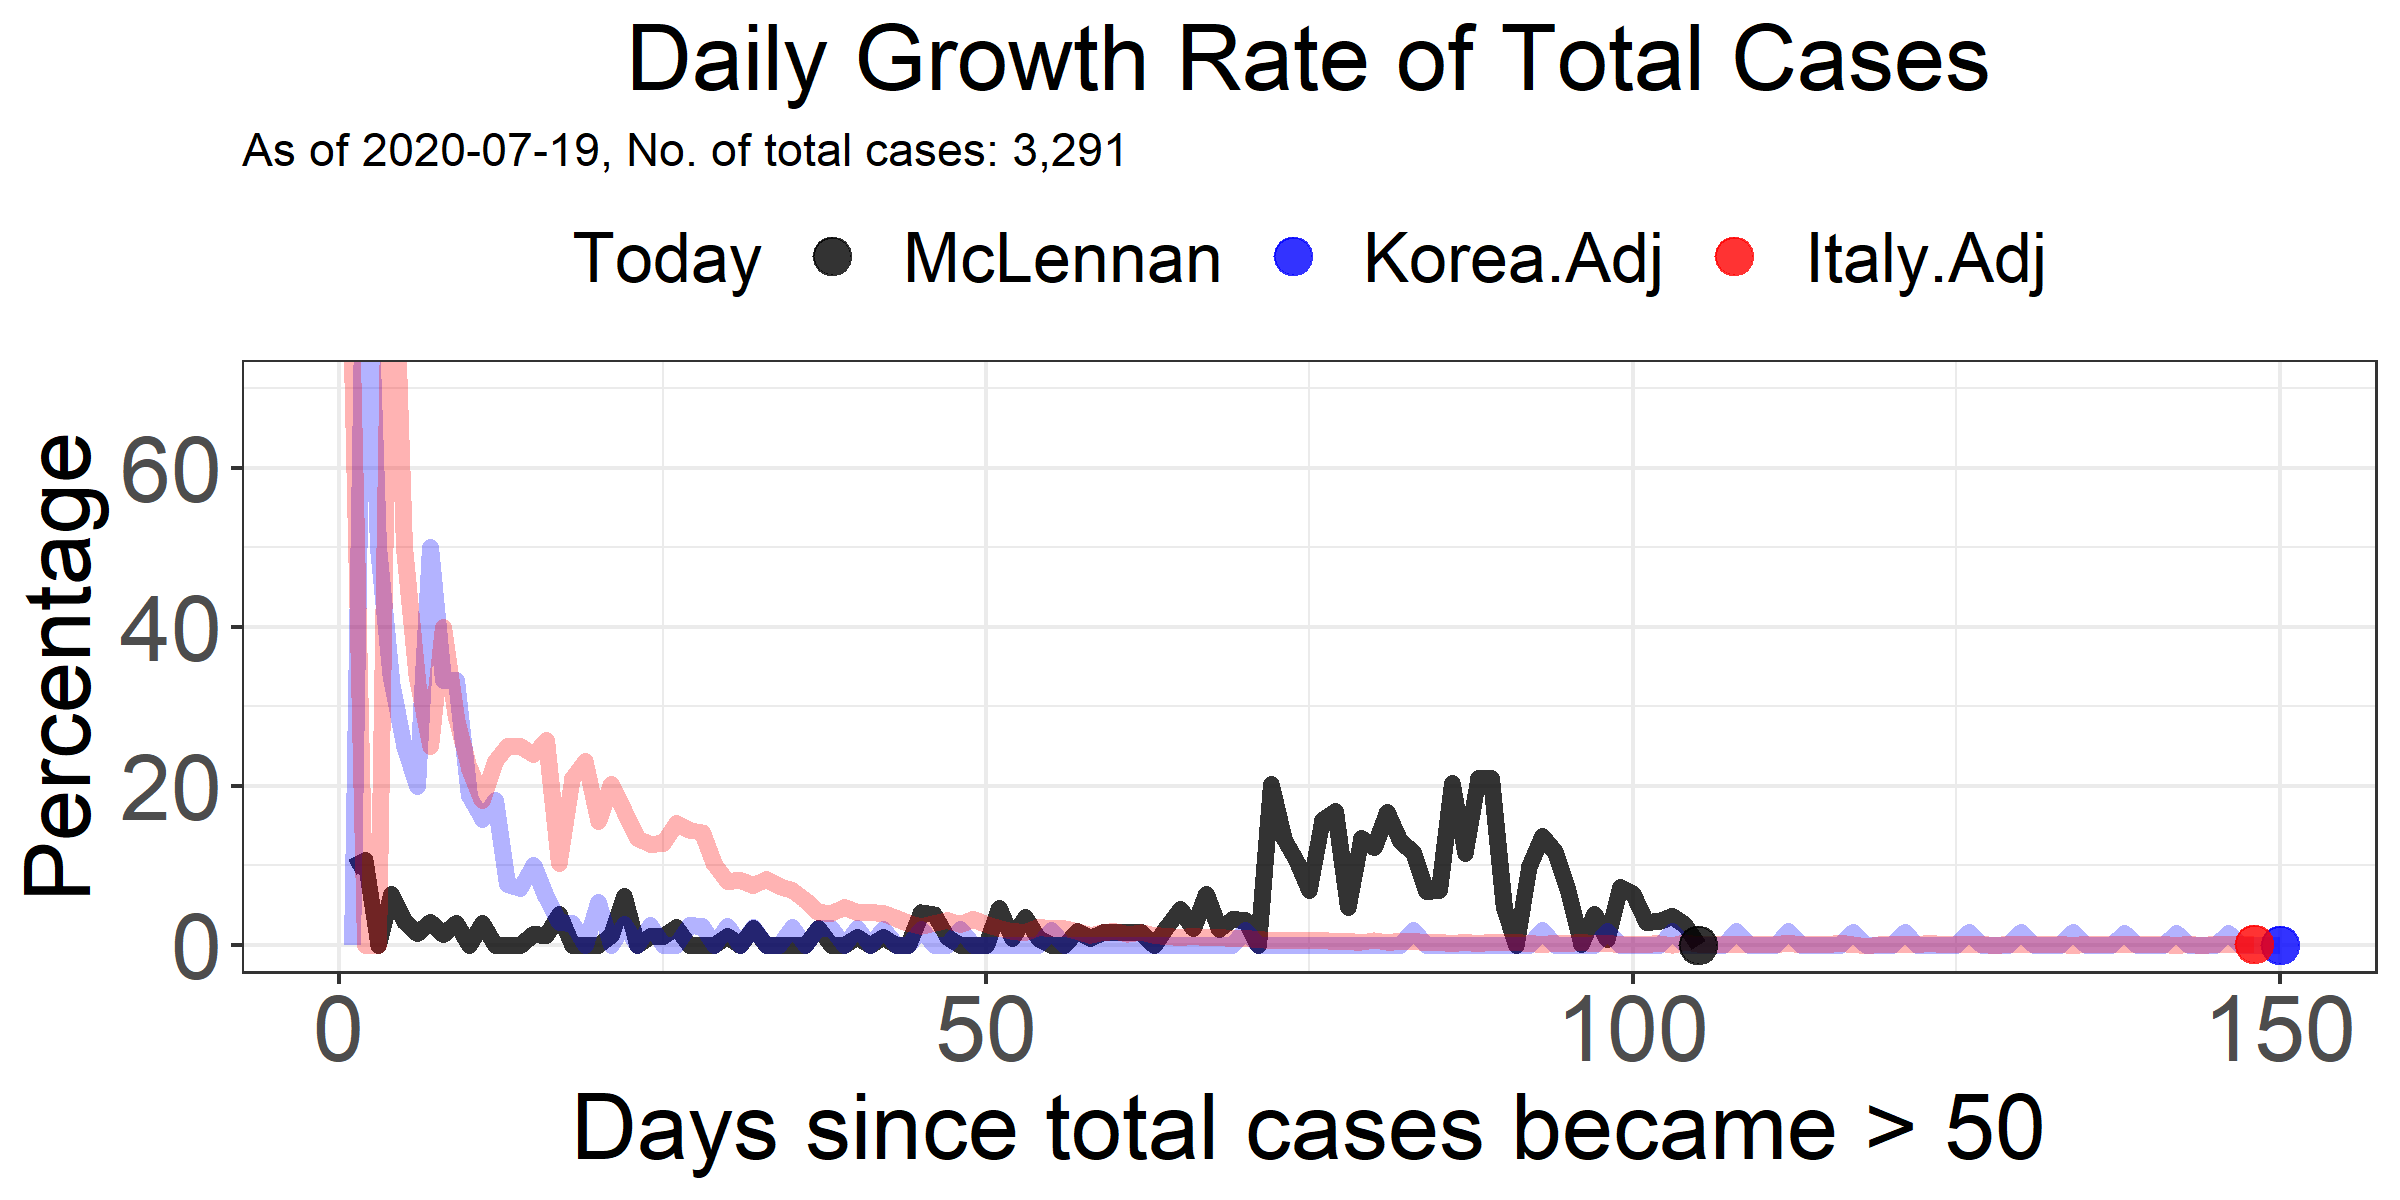 Daily Growth Rate of Total Cases
As of 2020-07-19, No. of total cases: 3,291
Today McLennan Korea.Adj Italy.Adj
Percentage
60
40
20
0
0 50 100 150
Days since total cases became > 50